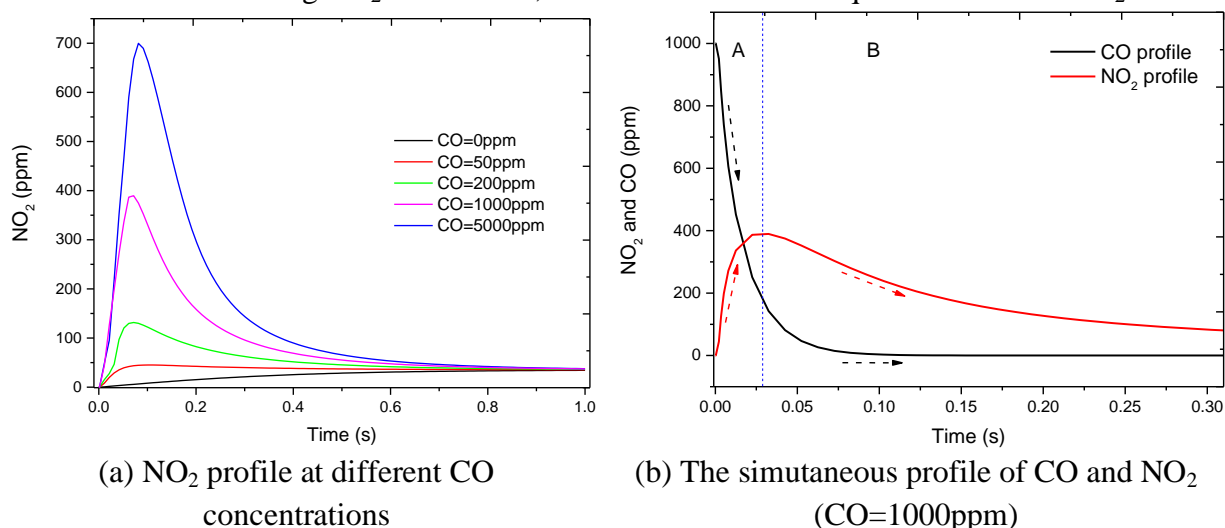 NO2 (ppm)
700
600
500
400
300
200
100
0
0.0 0.2 0.4 0.6 0.8 1.0
Time (s)
CO=0ppm
CO=50ppm
CO=200ppm
CO=1000ppm
CO=5000ppm
(a) NO2 profile at different CO
concentrations
NO2 and CO (ppm)
1000
800
600
400
200
0
0.00 0.05 0.10 0.15 0.20 0.25 0.30
Time (s)
A B
CO profile
NO2 profile
(b) The simutaneous profile of CO and NO2
(CO=1000ppm)